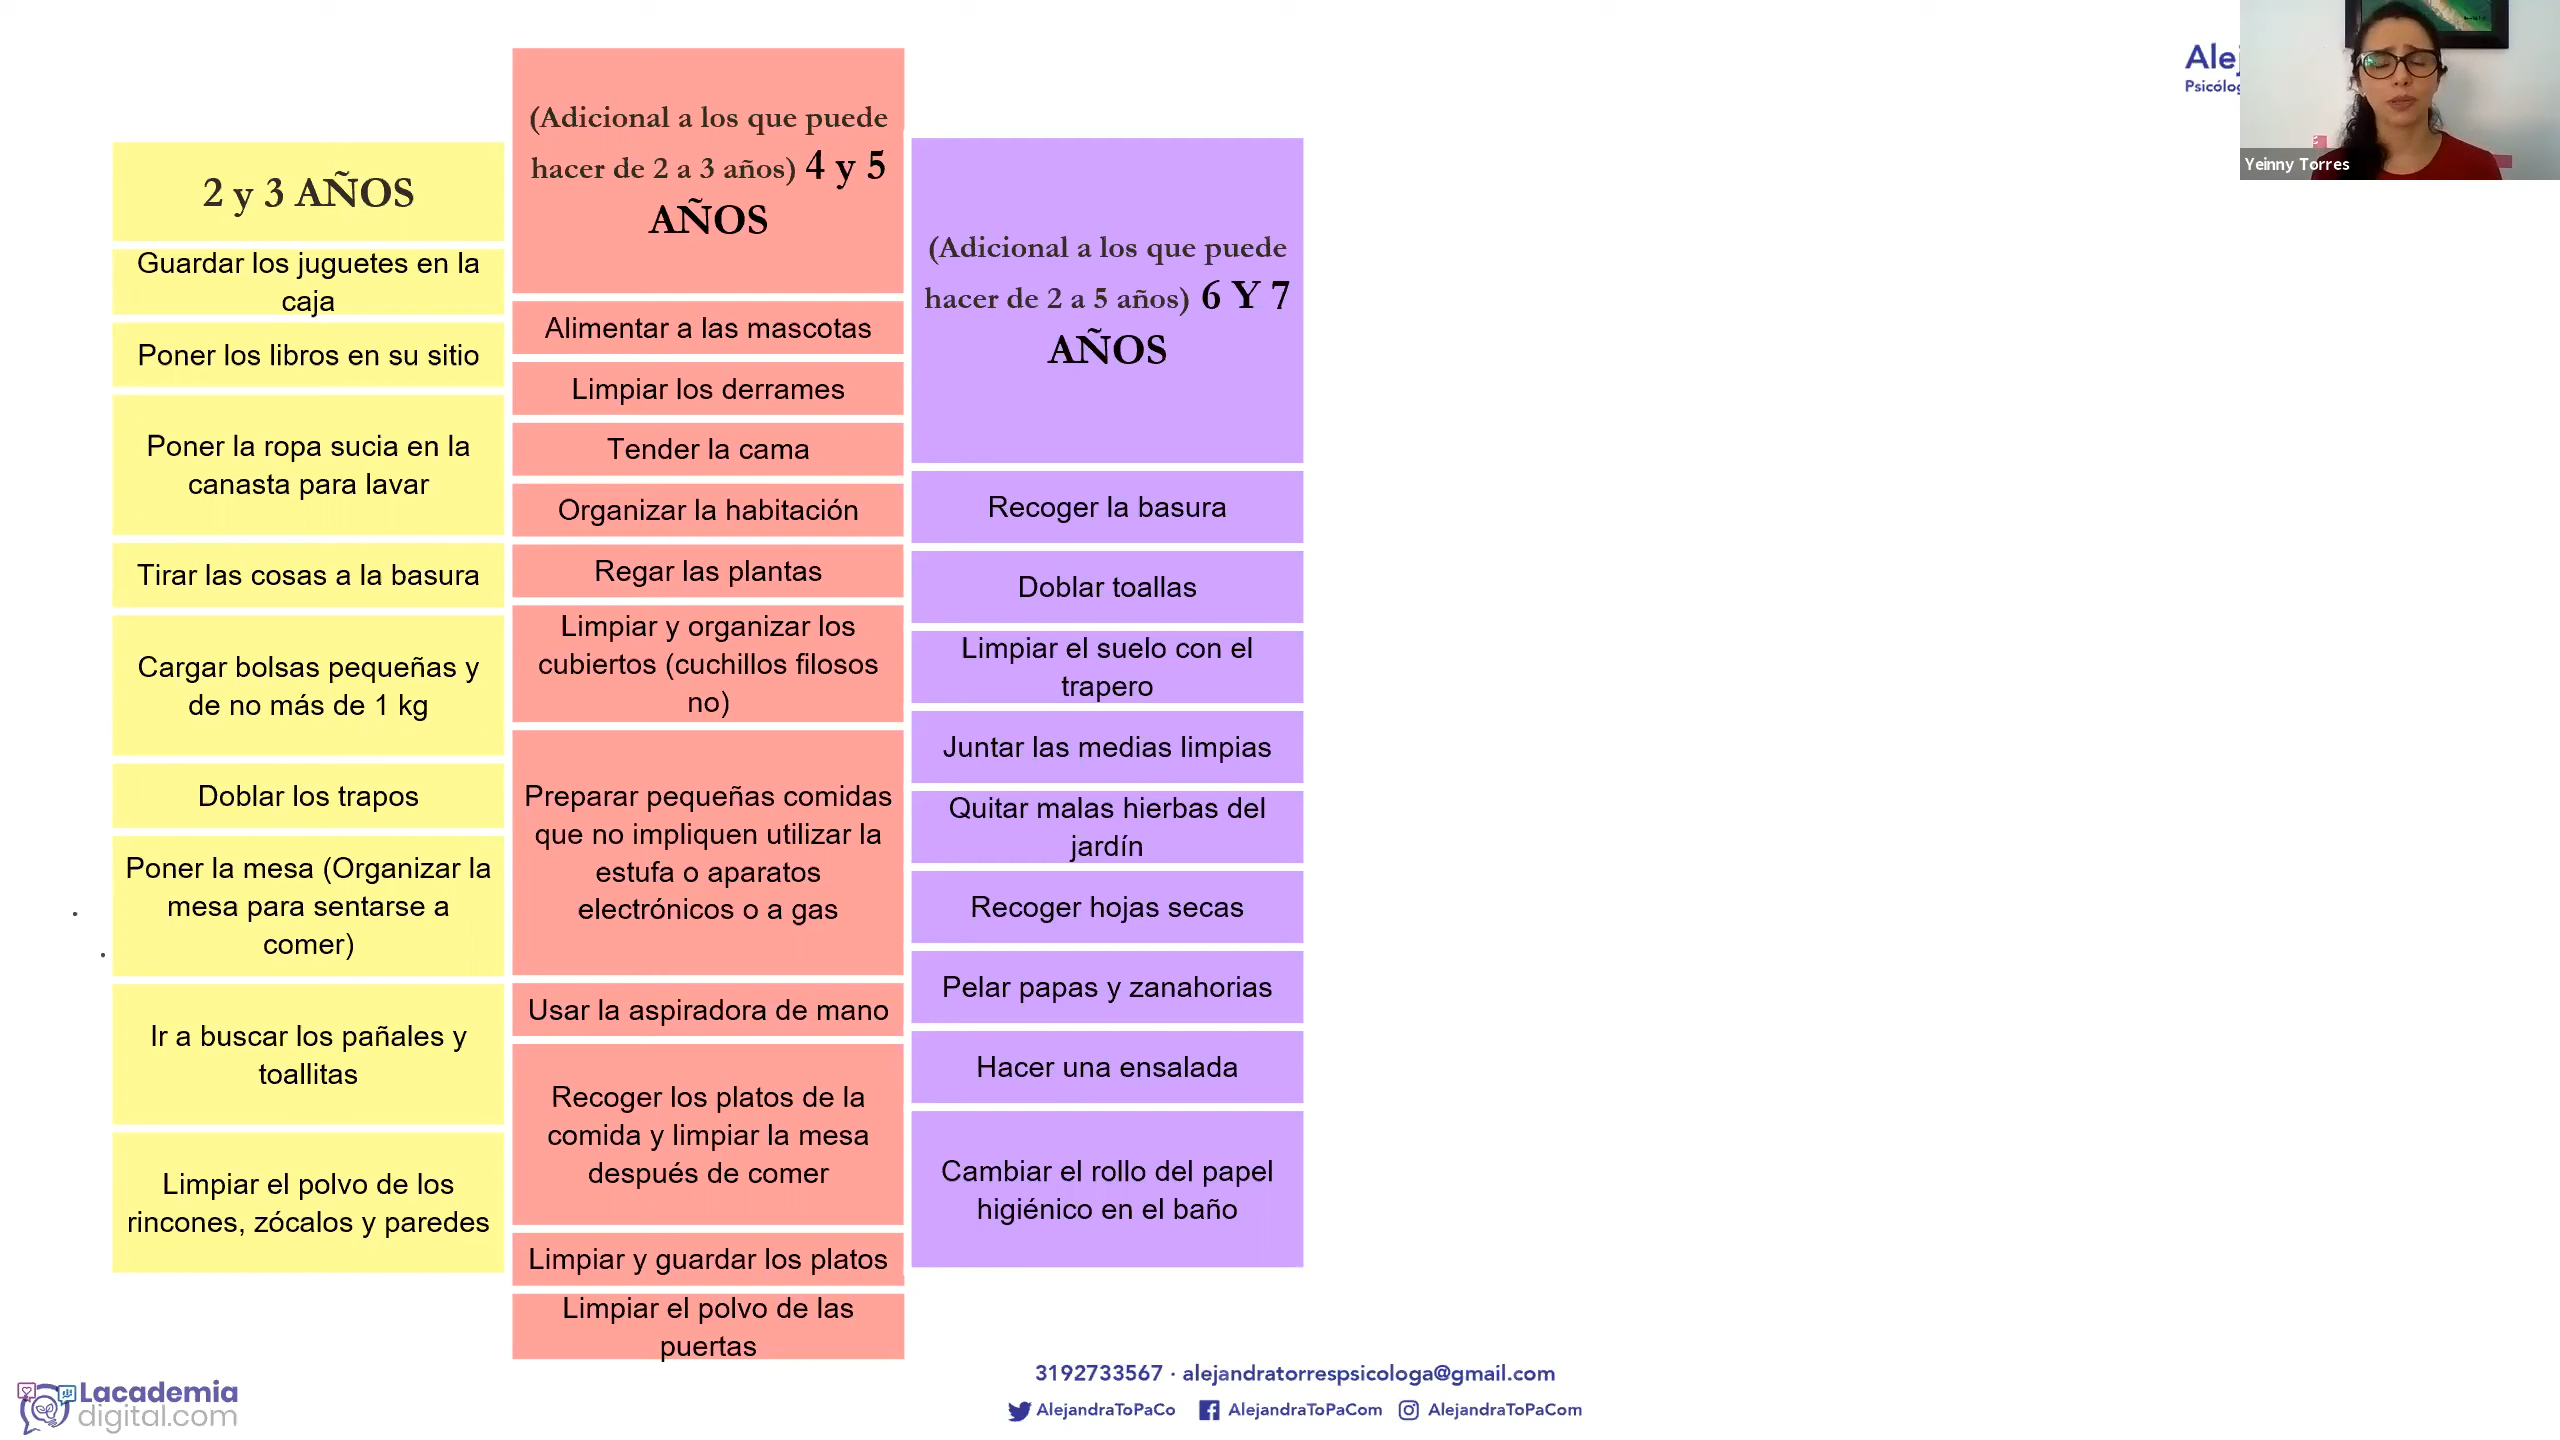 2 y 3 AÑOS
Guardar los juguetes en la
caja
Poner los libros en su sitio
Poner la ropa sucia en la
canasta para lavar
Tirar las cosas a la basura
Cargar bolsas pequeñas y
de no más de 1 kg
Doblar los trapos
Poner la mesa (Organizar la
mesa para sentarse a
comer)
Ir a buscar los pañales y
toallitas
Limpiar el polvo de los
rincones, zócalos y paredes
(Adicional a los que puede
hacer de 2 a 3 años) 4 y 5
AÑOS
Alimentar a las mascotas
Limpiar los derrames
Tender la cama
Organizar la habitación
Regar las plantas
Limpiar y organizar los
cubiertos (cuchillos filosos
no)
Preparar pequeñas comidas
que no impliquen utilizar la
estufa o aparatos
electrónicos o a gas
Usar la aspiradora de mano
Recoger los platos de la
comida y limpiar la mesa
después de comer
Limpiar y guardar los platos
Limpiar el polvo de las
puertas
(Adicional a los que puede
hacer de 2 a 5 años) 6 Y 7
AÑOS
Recoger la basura
Doblar toallas
Limpiar el suelo con el
trapero
Juntar las medias limpias
Quitar malas hierbas del
jardín
Recoger hojas secas
Pelar papas y zanahorias
Hacer una ensalada
Cambiar el rollo del papel
higiénico en el baño
Yeinny Torres
3192733567 · alejandratorrespsicologa@gmail.com
AlejandraToPaCo AlejandraToPaCom AlejandraToPaCom
Lacademia
digital.com